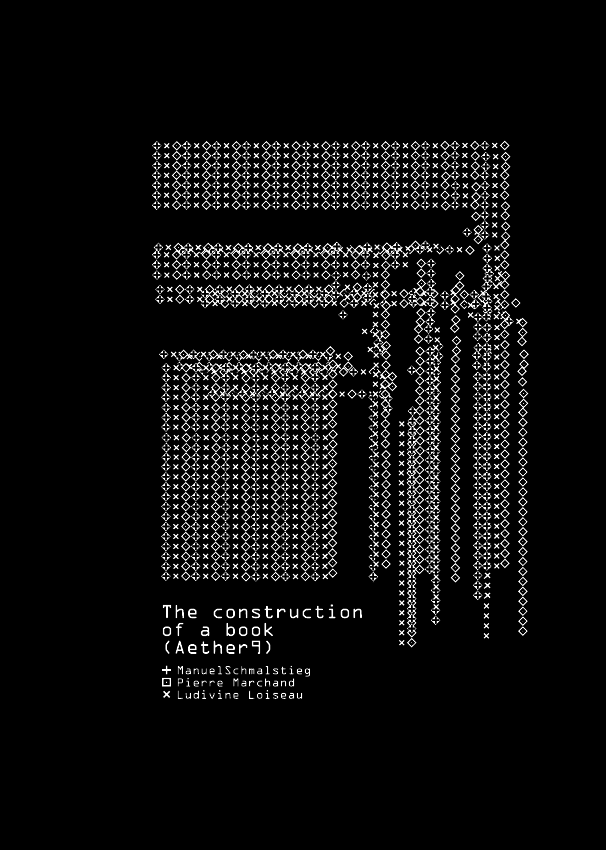 The construction
of a book
(Aether9)
ManuelSchmalstieg
Pierre Marchand
Ludivine Loiseau